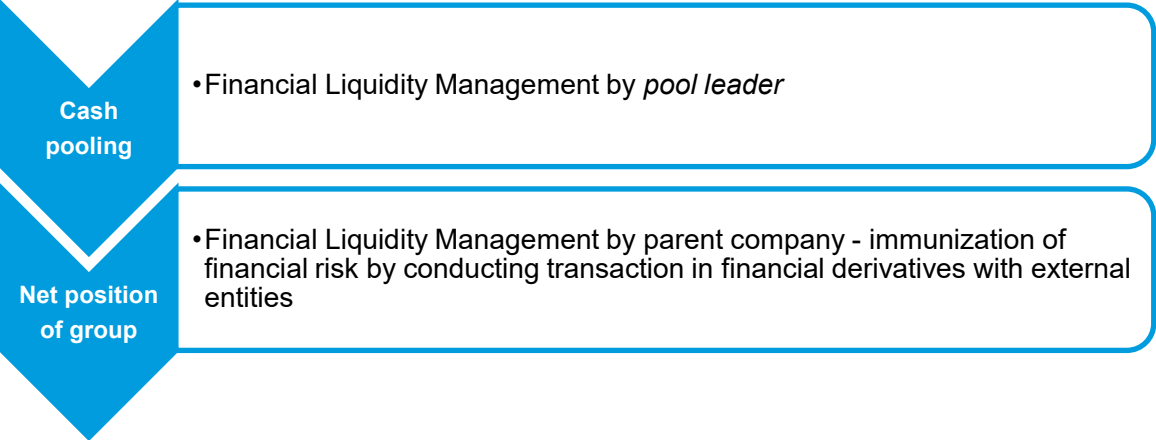 Cash
pooling
•Financial Liquidity Management by pool leader
Net position
of group
•Financial Liquidity Management by parent company - immunization of
financial risk by conducting transaction in financial derivatives with external
entities